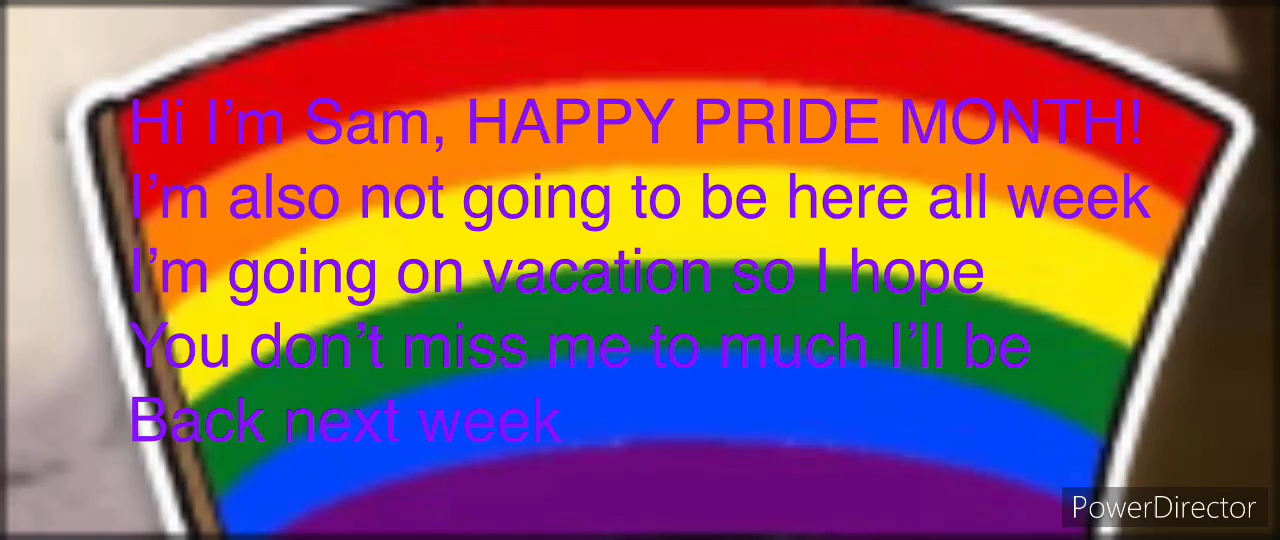 Hi I’m Sam, HAPPY PRIDE MONTH!
I’m also not going to be here all week
I’m going on vacation so I hope
You don’t miss me to much I’ll be
Back next week
PowerDirector